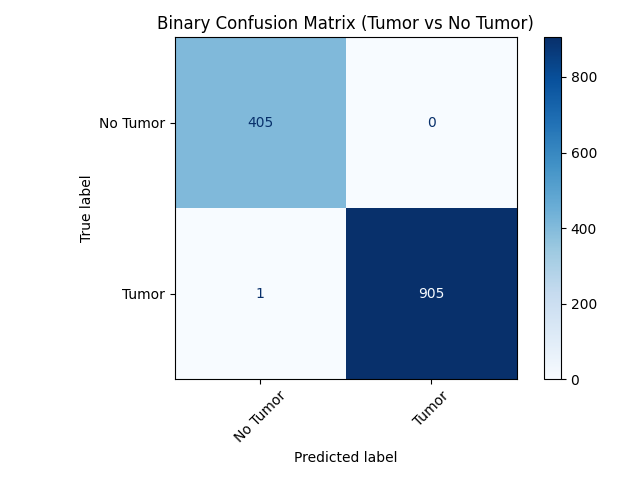 Binary Confusion Matrix (Tumor vs No Tumor)
No Tumor
Tumor
True label
405
0
1
905
No Tumor
Tumor
Predicted label
800
600
400
200
0